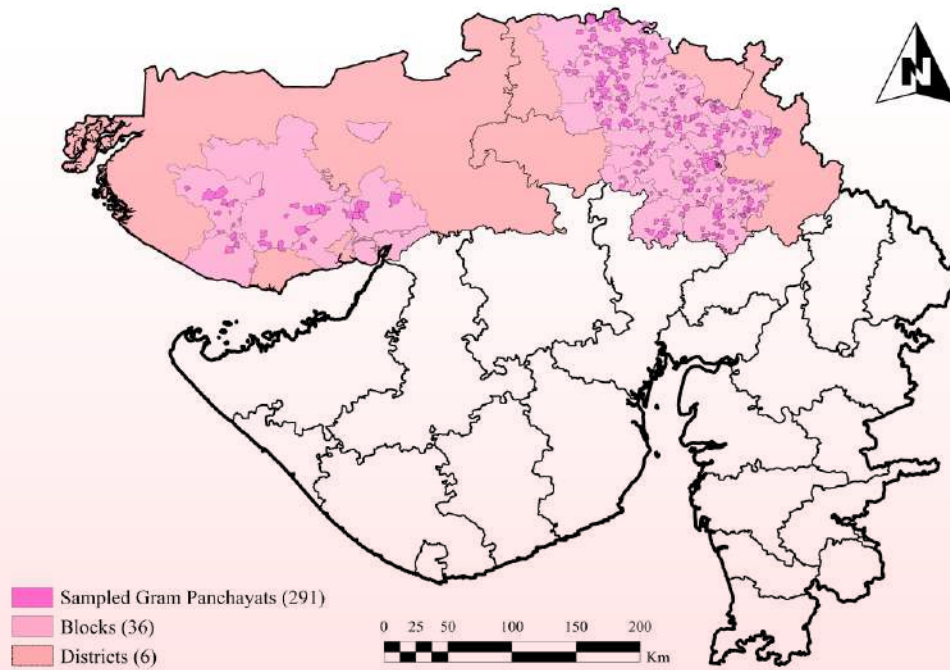 N
Sampled Gram Panchayats (291)
Blocks (36)
Districts (6)
0 25 50 100 150 200
Km